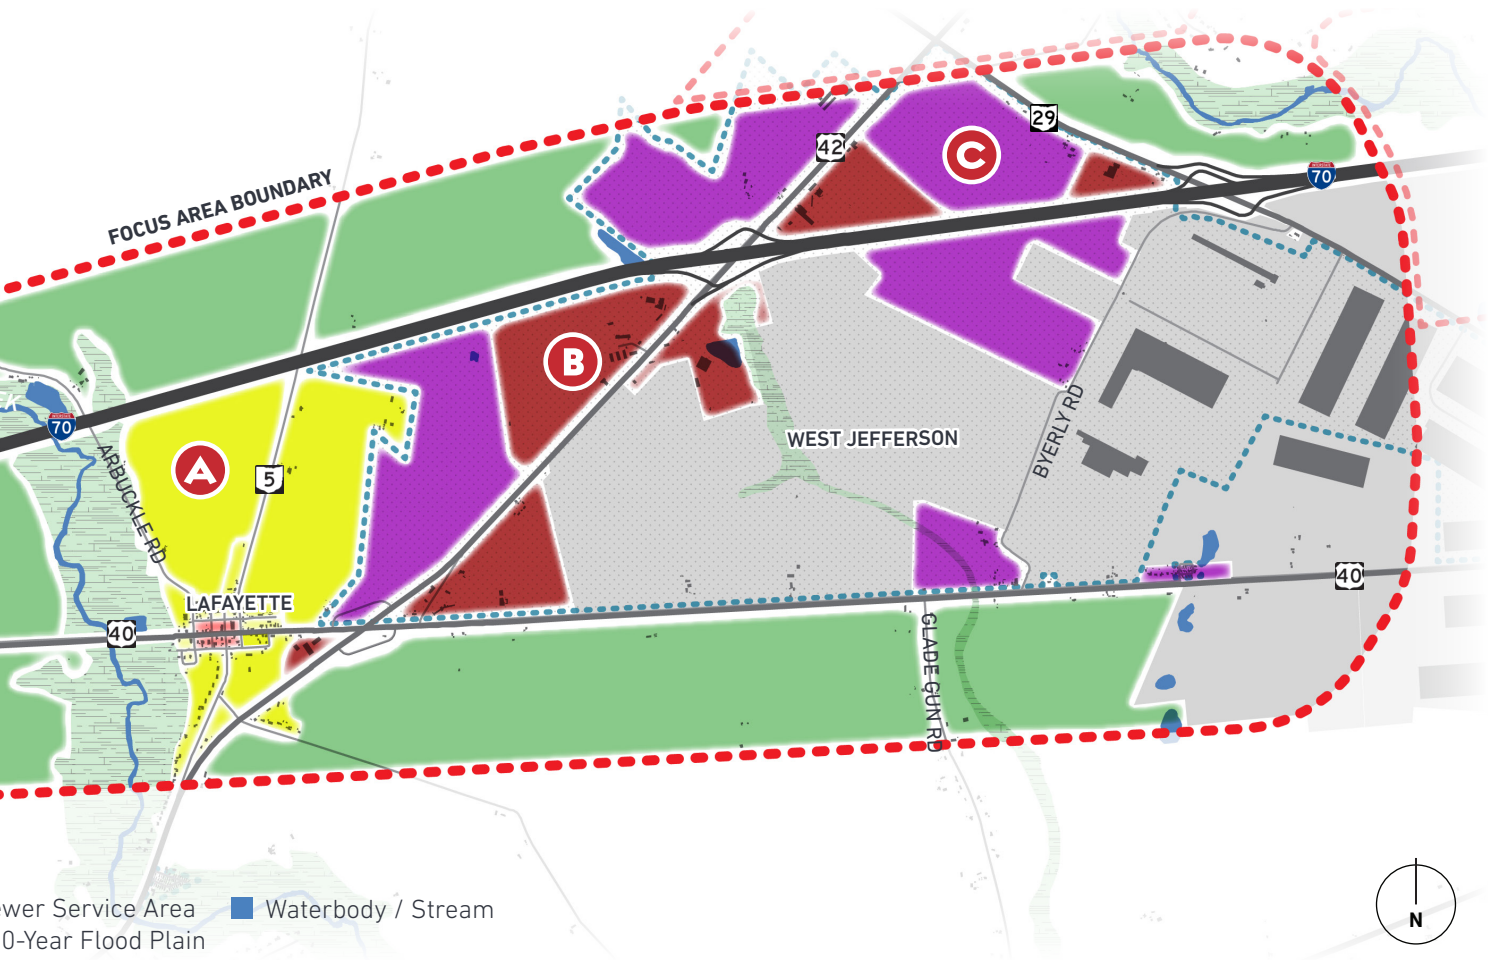 29
42
C
70
FOCUS AREA BOUNDARY
B
K
70
WEST JEFFERSON
BYERLY RD
A
5
ARBUCKLE RD
40
LAFAYETTE
40
GLADE GUN RD
ewer Service Area
Waterbody / Stream
0-Year Flood Plain
N